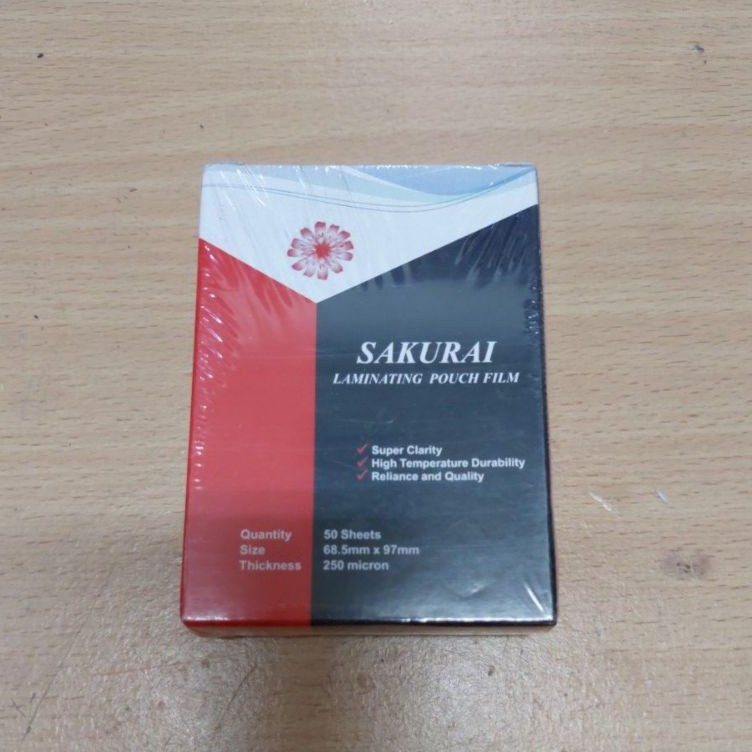 SAKURAI
LAMINATING POUCH FILM
Super Clarity
High Temperature Durability
Reliance and Quality
Quantity 50 Sheets
Size 68.5mm x 97mm
Thickness 250 micron